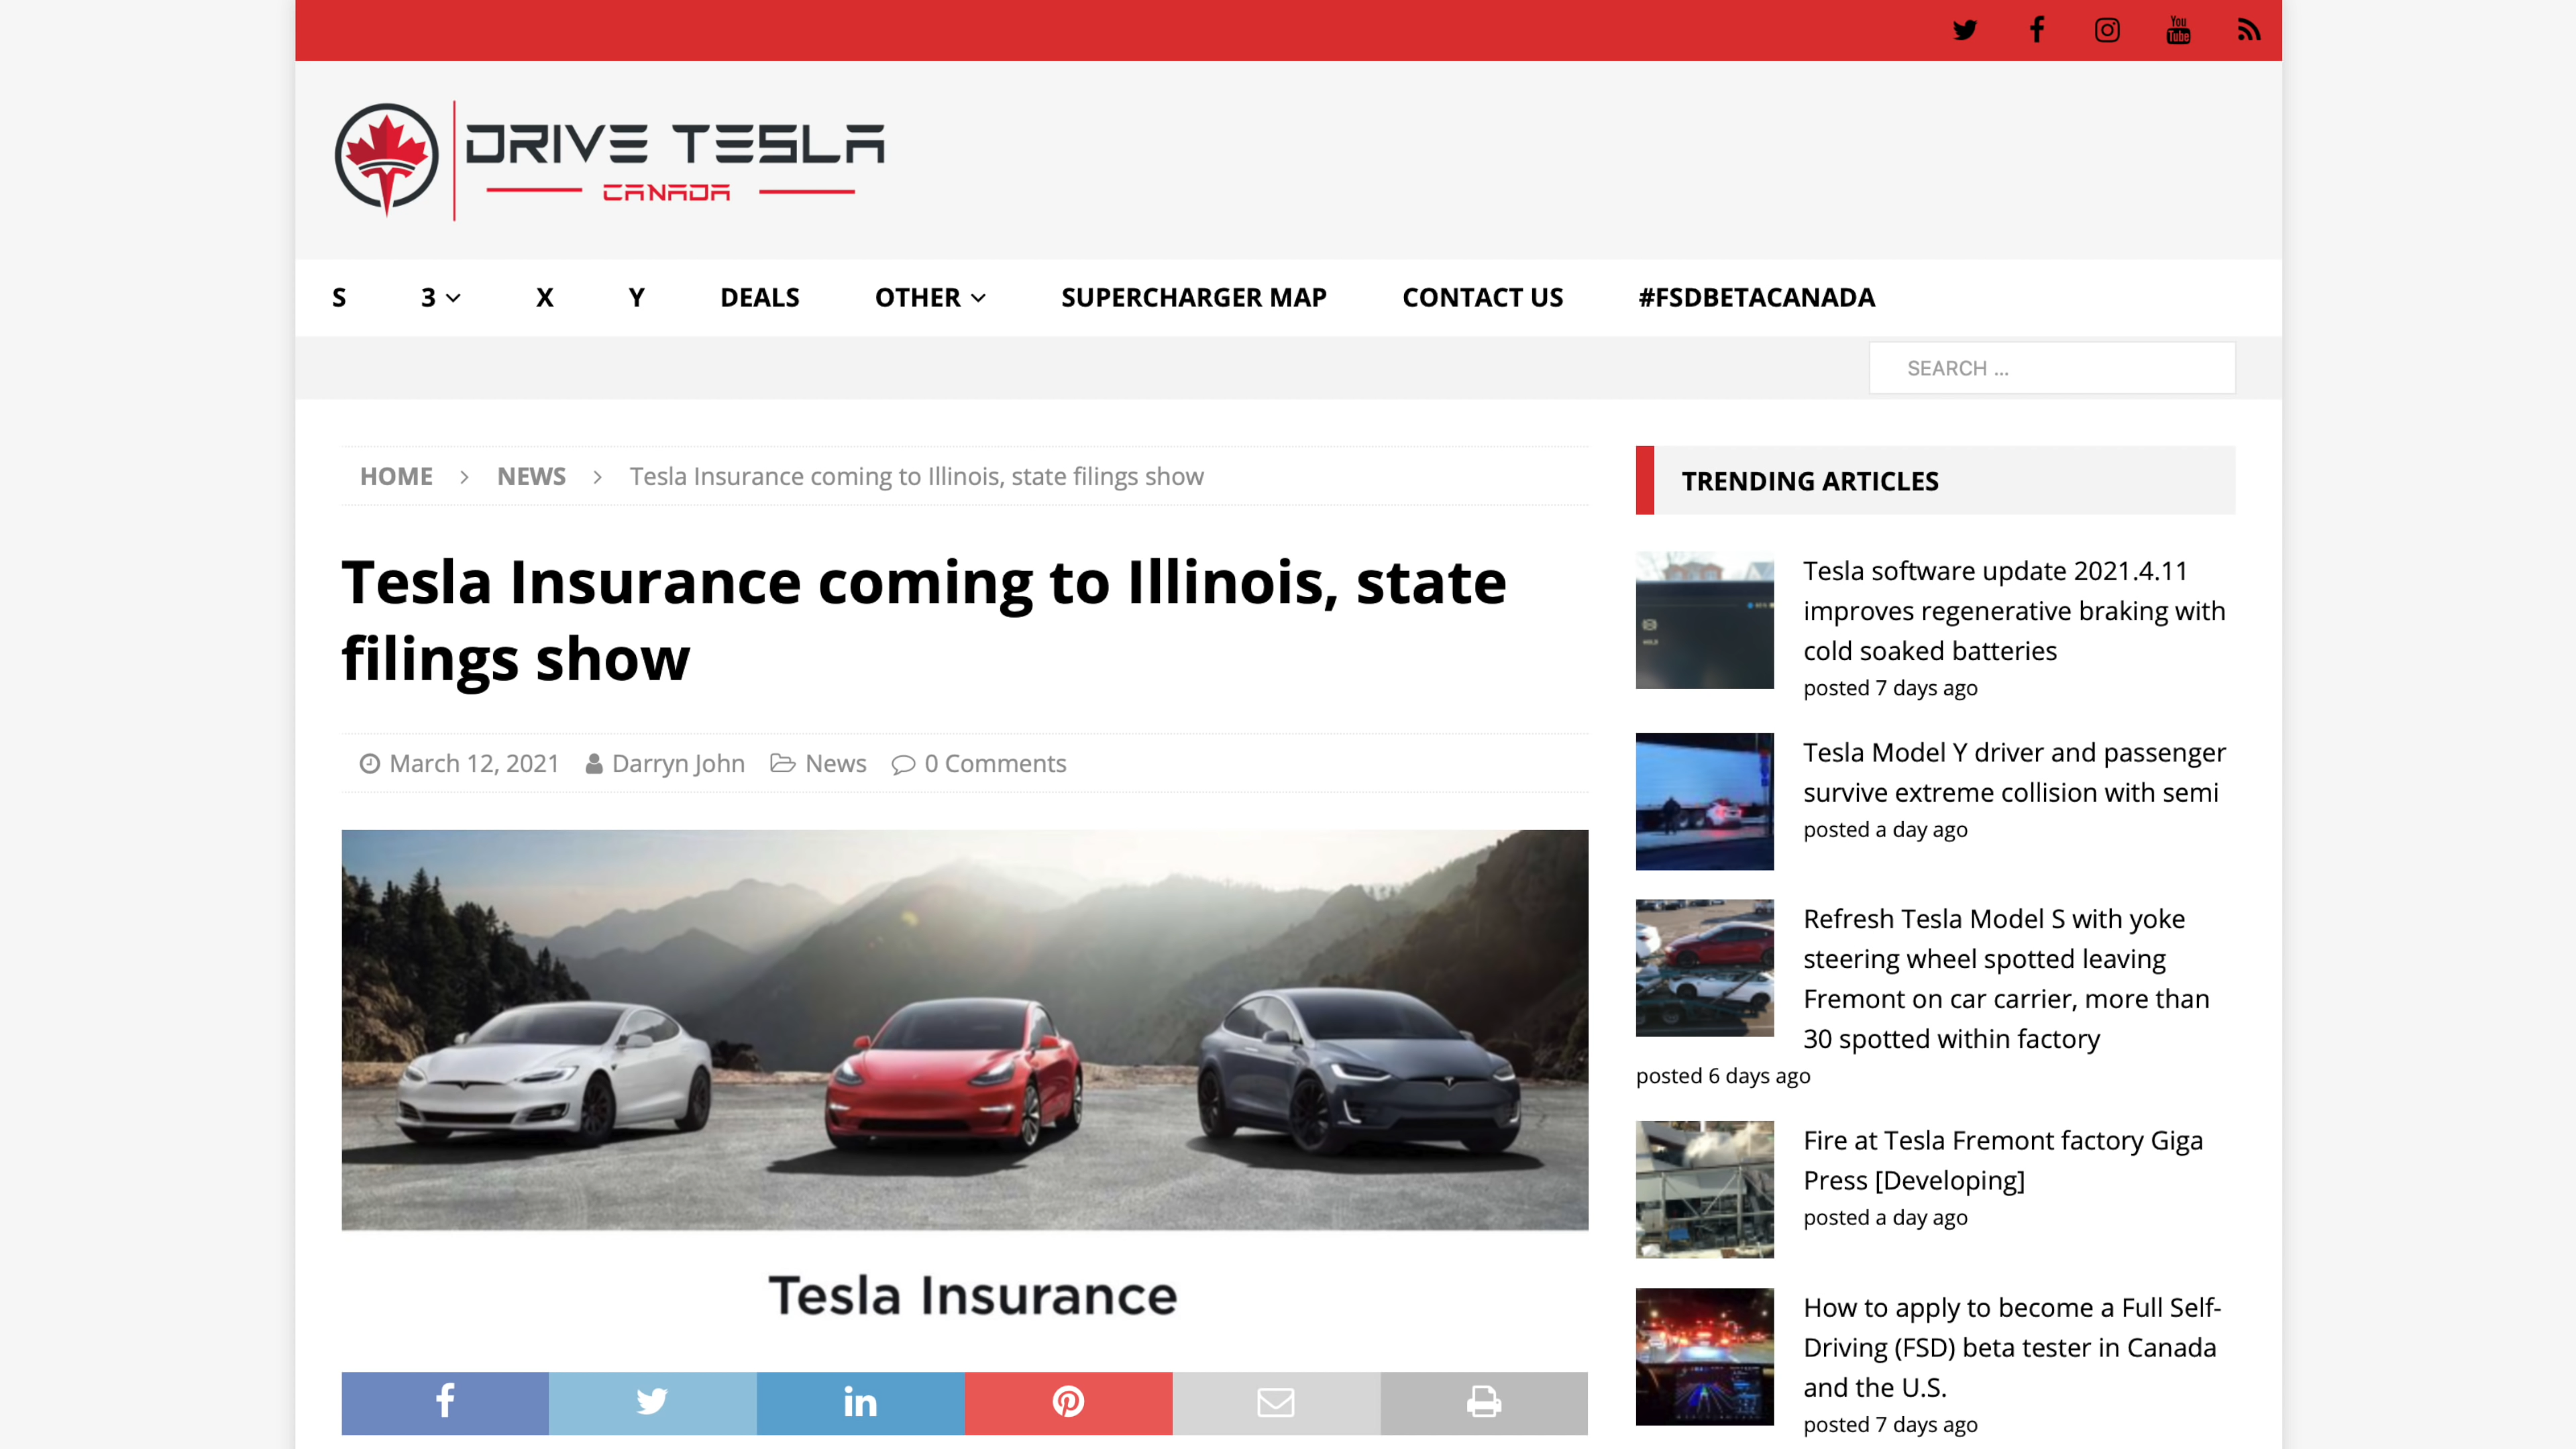 You
Tube
DRIVE TESLA
CANADA
S 3 X Y DEALS OTHER SUPERCHARGER MAP CONTACT US #FSDBETACANADA
SEARCH ...
HOME > NEWS > Tesla Insurance coming to Illinois, state filings show
Tesla Insurance coming to Illinois, state
filings show
March 12, 2021 Darryn John News 0 Comments
Tesla Insurance
TRENDING ARTICLES
Tesla software update 2021.4.11
improves regenerative braking with
cold soaked batteries
posted 7 days ago
Tesla Model Y driver and passenger
survive extreme collision with semi
posted a day ago
Refresh Tesla Model S with yoke
steering wheel spotted leaving
Fremont on car carrier, more than
30 spotted within factory
posted 6 days ago
Fire at Tesla Fremont factory Giga
Press [Developing]
posted a day ago
How to apply to become a Full Self-
Driving (FSD) beta tester in Canada
and the U.S.
posted 7 days ago